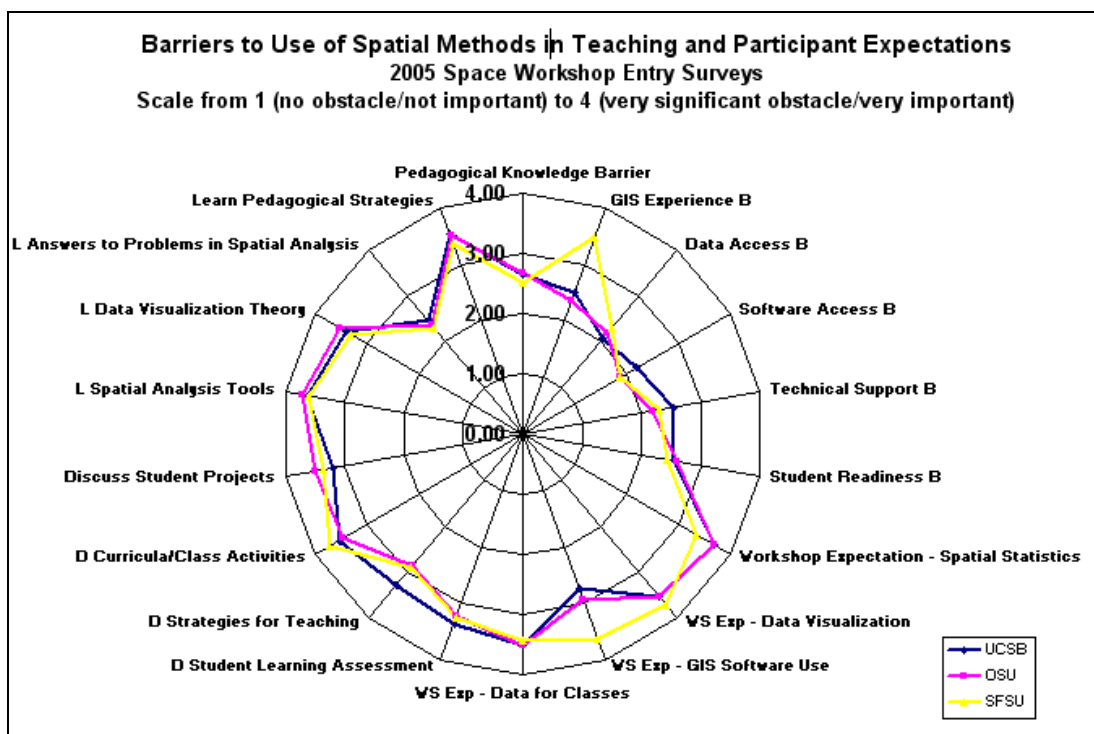 Barriers to Use of Spatial Methods in Teaching and Participant Expectations
2005 Space Workshop Entry Surveys
Scale from 1 (no obstacle/not important) to 4 (very significant obstacle/very important)
Pedagogical Knowledge Barrier
4,00
Learn Pedagogical Strategies
GIS Experience B
L Answers to Problems in Spatial Analysis
Data Access B
3,00
L Data Visualization Theory
Software Access B
2,00
L Spatial Analysis Tools
Technical Support B
1,00
0,00
Discuss Student Projects
Student Readiness B
D Curricula/Class Activities
Workshop Expectation - Spatial Statistics
D Strategies for Teaching
WS Exp - Data Visualization
D Student Learning Assessment
WS Exp - GIS Software Use
WS Exp - Data for Classes
UCSB
OSU
SFSU